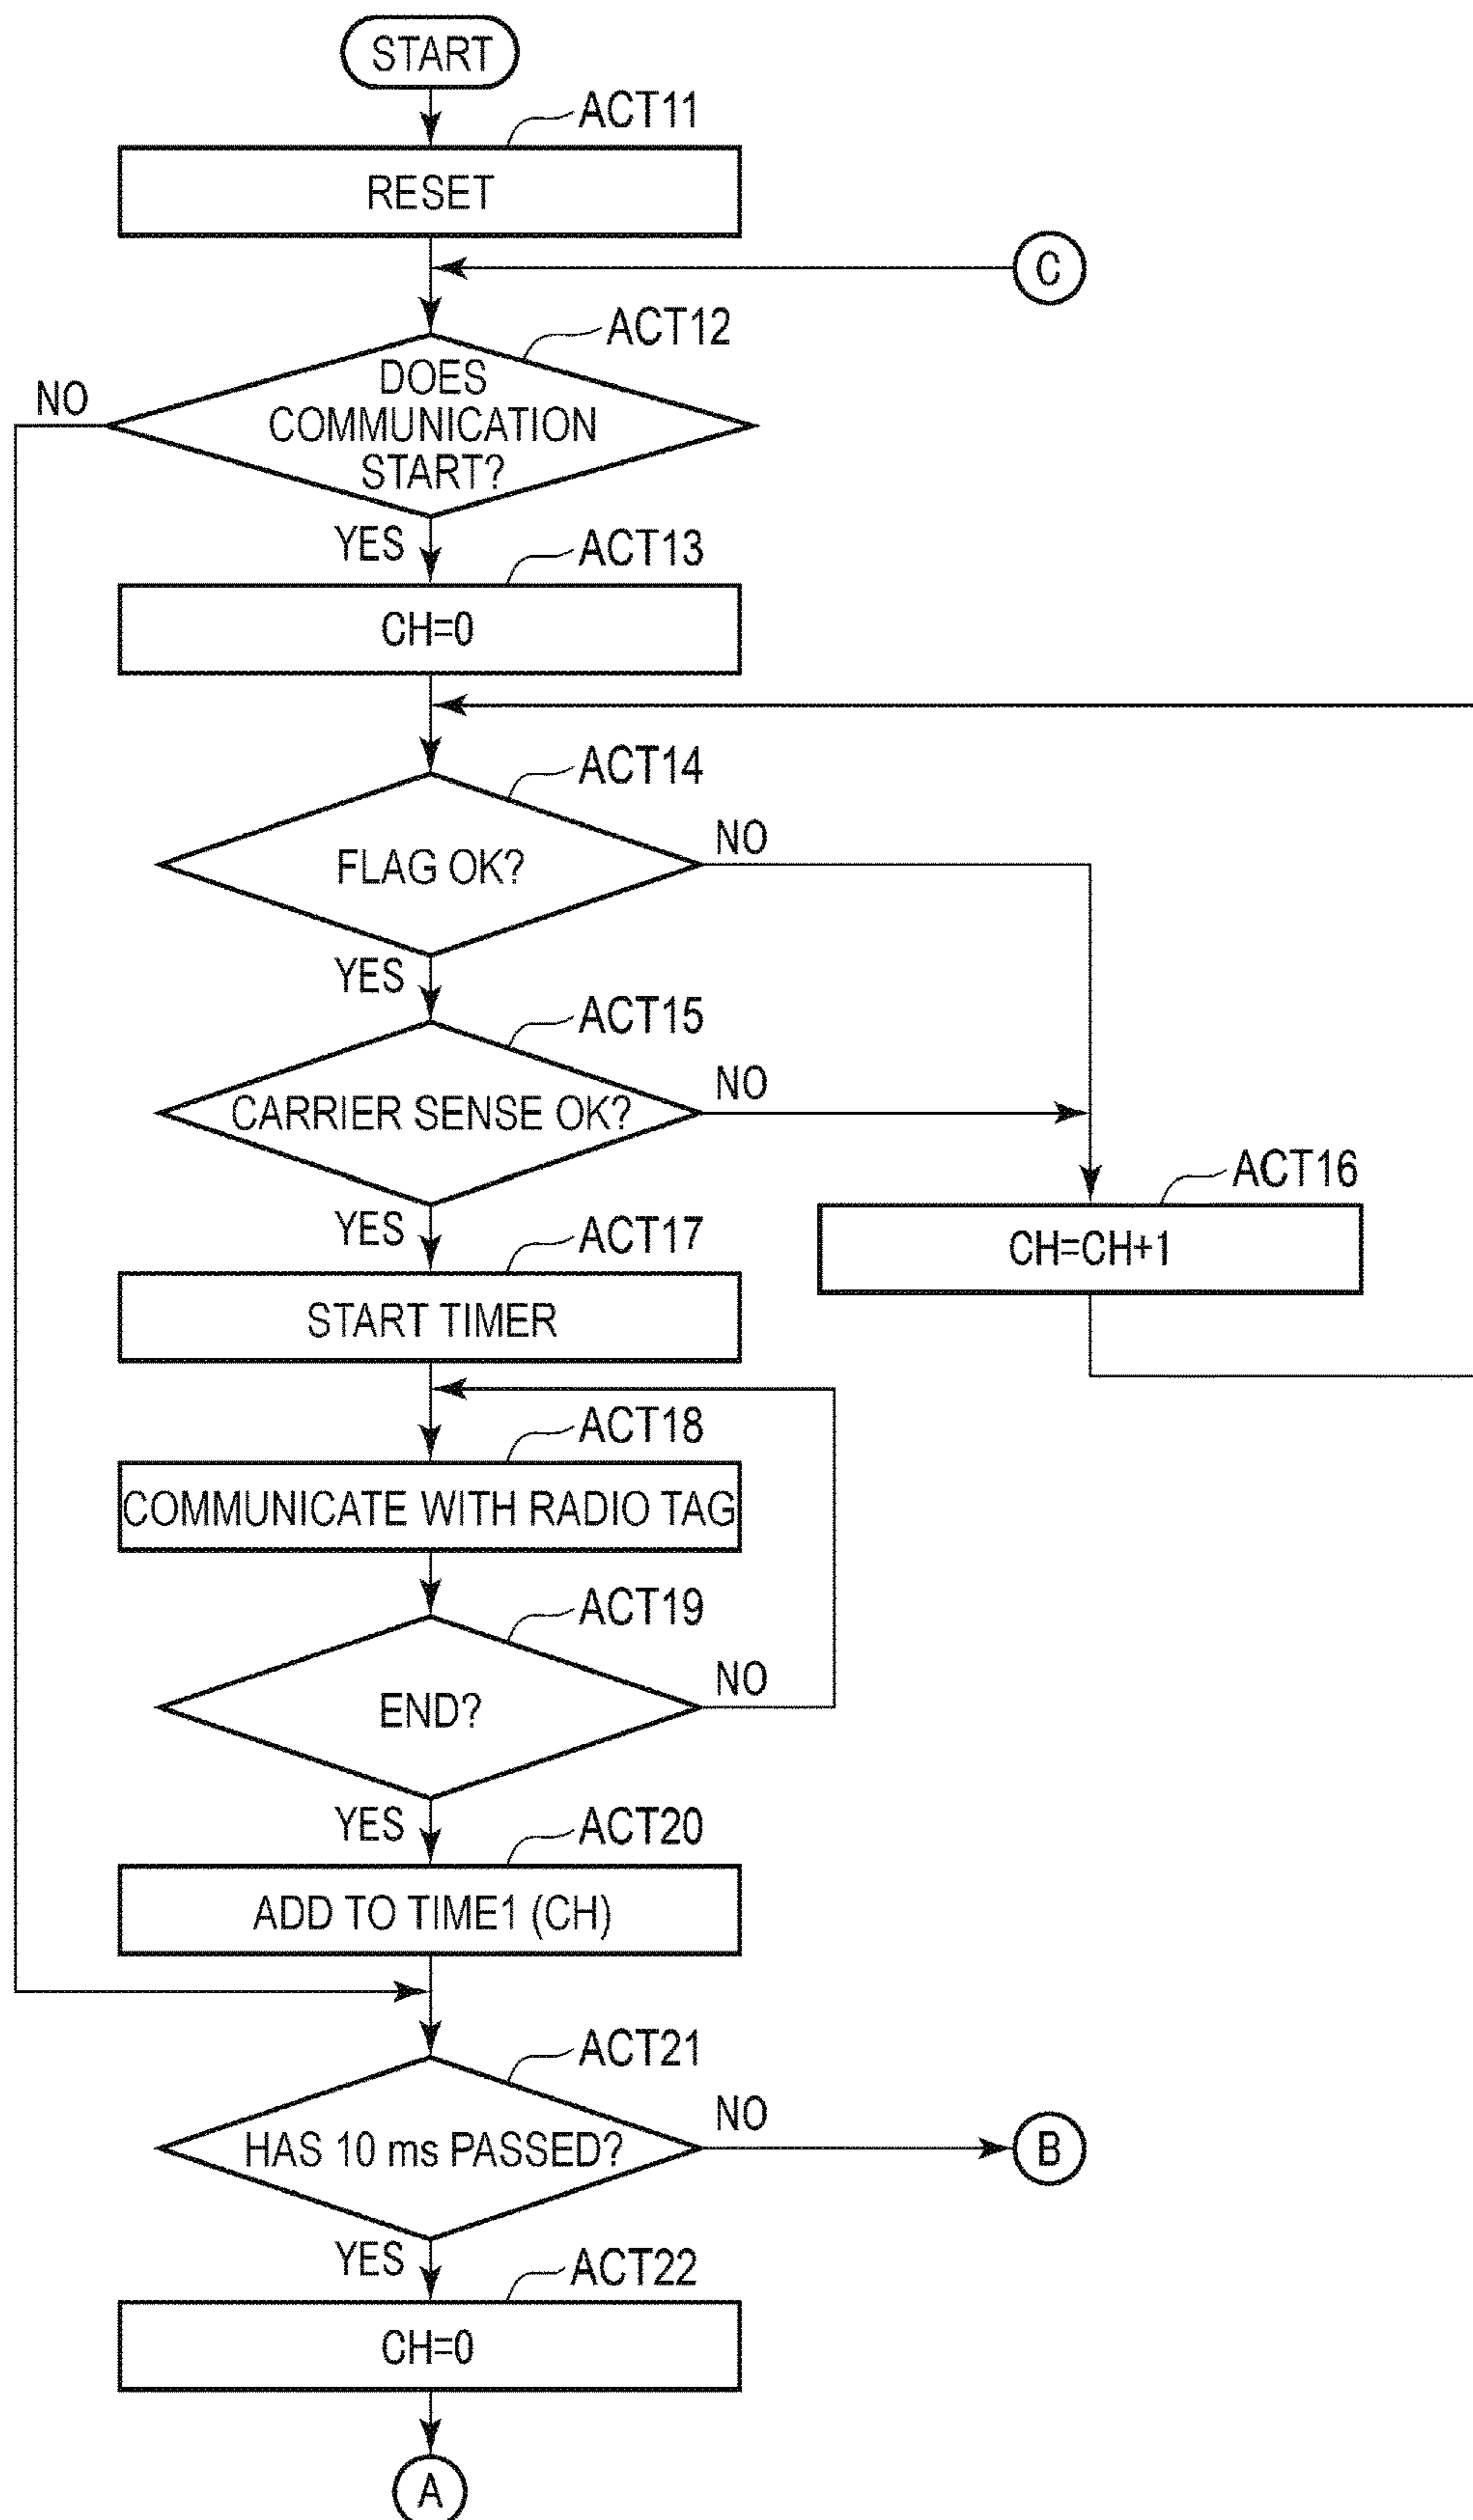 START
ACT11
RESET
C
ACT12
DOES
COMMUNICATION
START?
NO
YES
ACT13
CH=0
ACT14
FLAG OK?
NO
YES
ACT15
CARRIER SENSE OK?
NO
ACT16
CH=CH+1
YES
ACT17
START TIMER
ACT18
COMMUNICATE WITH RADIO TAG
ACT19
END?
NO
YES
ACT20
ADD TO TIME1 (CH)
ACT21
HAS 10 ms PASSED?
NO
B
YES
ACT22
CH=0
A